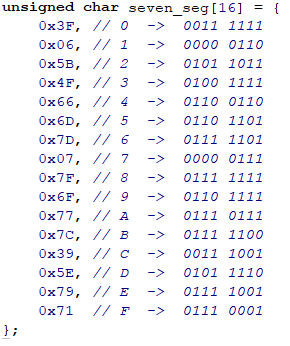 unsigned char seven_seg[16] = {
0x3F, // 0 -> 0011 1111
0x06, // 1 -> 0000 0110
0x5B, // 2 -> 0101 1011
0x4F, // 3 -> 0100 1111
0x66, // 4 -> 0110 0110
0x6D, // 5 -> 0110 1101
0x7D, // 6 -> 0111 1101
0x07, // 7 -> 0000 0111
0x7F, // 8 -> 0111 1111
0x6F, // 9 -> 0110 1111
0x77, // A -> 0111 0111
0x7C, // B -> 0111 1100
0x39, // C -> 0011 1001
0x5E, // D -> 0101 1110
0x79, // E -> 0111 1001
0x71 // F -> 0111 0001
};